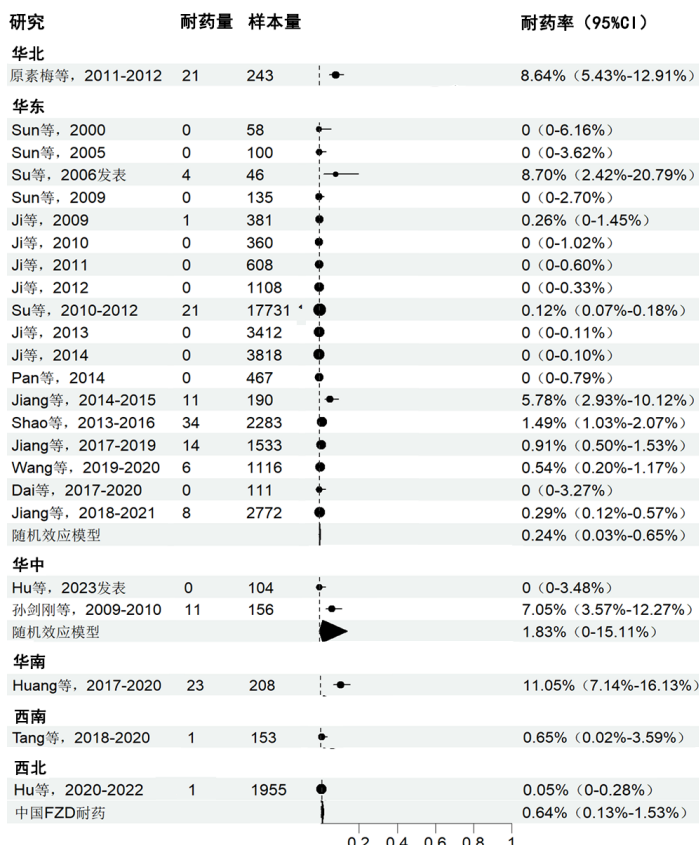 研究 耐药量 样本量 耐药率（95%CI）
华北
原素梅等，2011-2012 21 243 8.64%（5.43%-12.91%）
华东
Sun等，2000 0 58 0（0-6.16%）
Sun等，2005 0 100 0（0-3.62%）
Su等，2006发表 4 46 8.70%（2.42%-20.79%）
Sun等，2009 0 135 0（0-2.70%）
Ji等，2009 1 381 0.26%（0-1.45%）
Ji等，2010 0 360 0（0-1.02%）
Ji等，2011 0 608 0（0-0.60%）
Ji等，2012 0 1108 0（0-0.33%）
Su等，2010-2012 21 17731 0.12%（0.07%-0.18%）
Ji等，2013 0 3412 0（0-0.11%）
Ji等，2014 0 3818 0（0-0.10%）
Pan等，2014 0 467 0（0-0.79%）
Jiang等，2014-2015 11 190 5.78%（2.93%-10.12%）
Shao等，2013-2016 34 2283 1.49%（1.03%-2.07%）
Jiang等，2017-2019 14 1533 0.91%（0.50%-1.53%）
Wang等，2019-2020 6 1116 0.54%（0.20%-1.17%）
Dai等，2017-2020 0 111 0（0-3.27%）
Jiang等，2018-2021 8 2772 0.29%（0.12%-0.57%）
随机效应模型 0.24%（0.03%-0.65%）
华中
Hu等，2023发表 0 104 0（0-3.48%）
孙剑刚等，2009-2010 11 156 7.05%（3.57%-12.27%）
随机效应模型 1.83%（0-15.11%）
华南
Huang等，2017-2020 23 208 11.05%（7.14%-16.13%）
西南
Tang等，2018-2020 1 153 0.65%（0.02%-3.59%）
西北
Hu等，2020-2022 1 1955 0.05%（0-0.28%）
中国FZD耐药 0.64%（0.13%-1.53%）
0.2 0.4 0.6 0.8 1